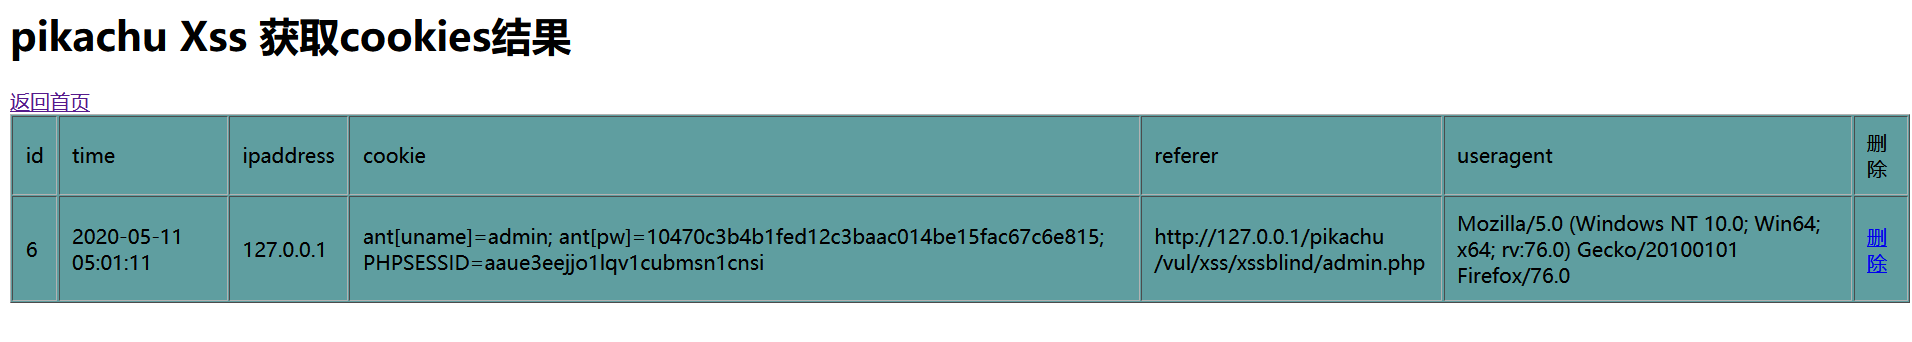 pikachu Xss 获取cookies结果
返回首页
id time ipaddress cookie referer useragent 删
除
6 2020-05-11
05:01:11 127.0.0.1 ant[uname]=admin; ant[pw]=10470c3b4b1fed12c3baac014be15fac67c6e815;
PHPSESSID=aaue3eejjo1lqv1cubmsn1cnsi http://127.0.0.1/pikachu
/vul/xss/xssblind/admin.php Mozilla/5.0 (Windows NT 10.0; Win64;
x64; rv:76.0) Gecko/20100101
Firefox/76.0 删
除